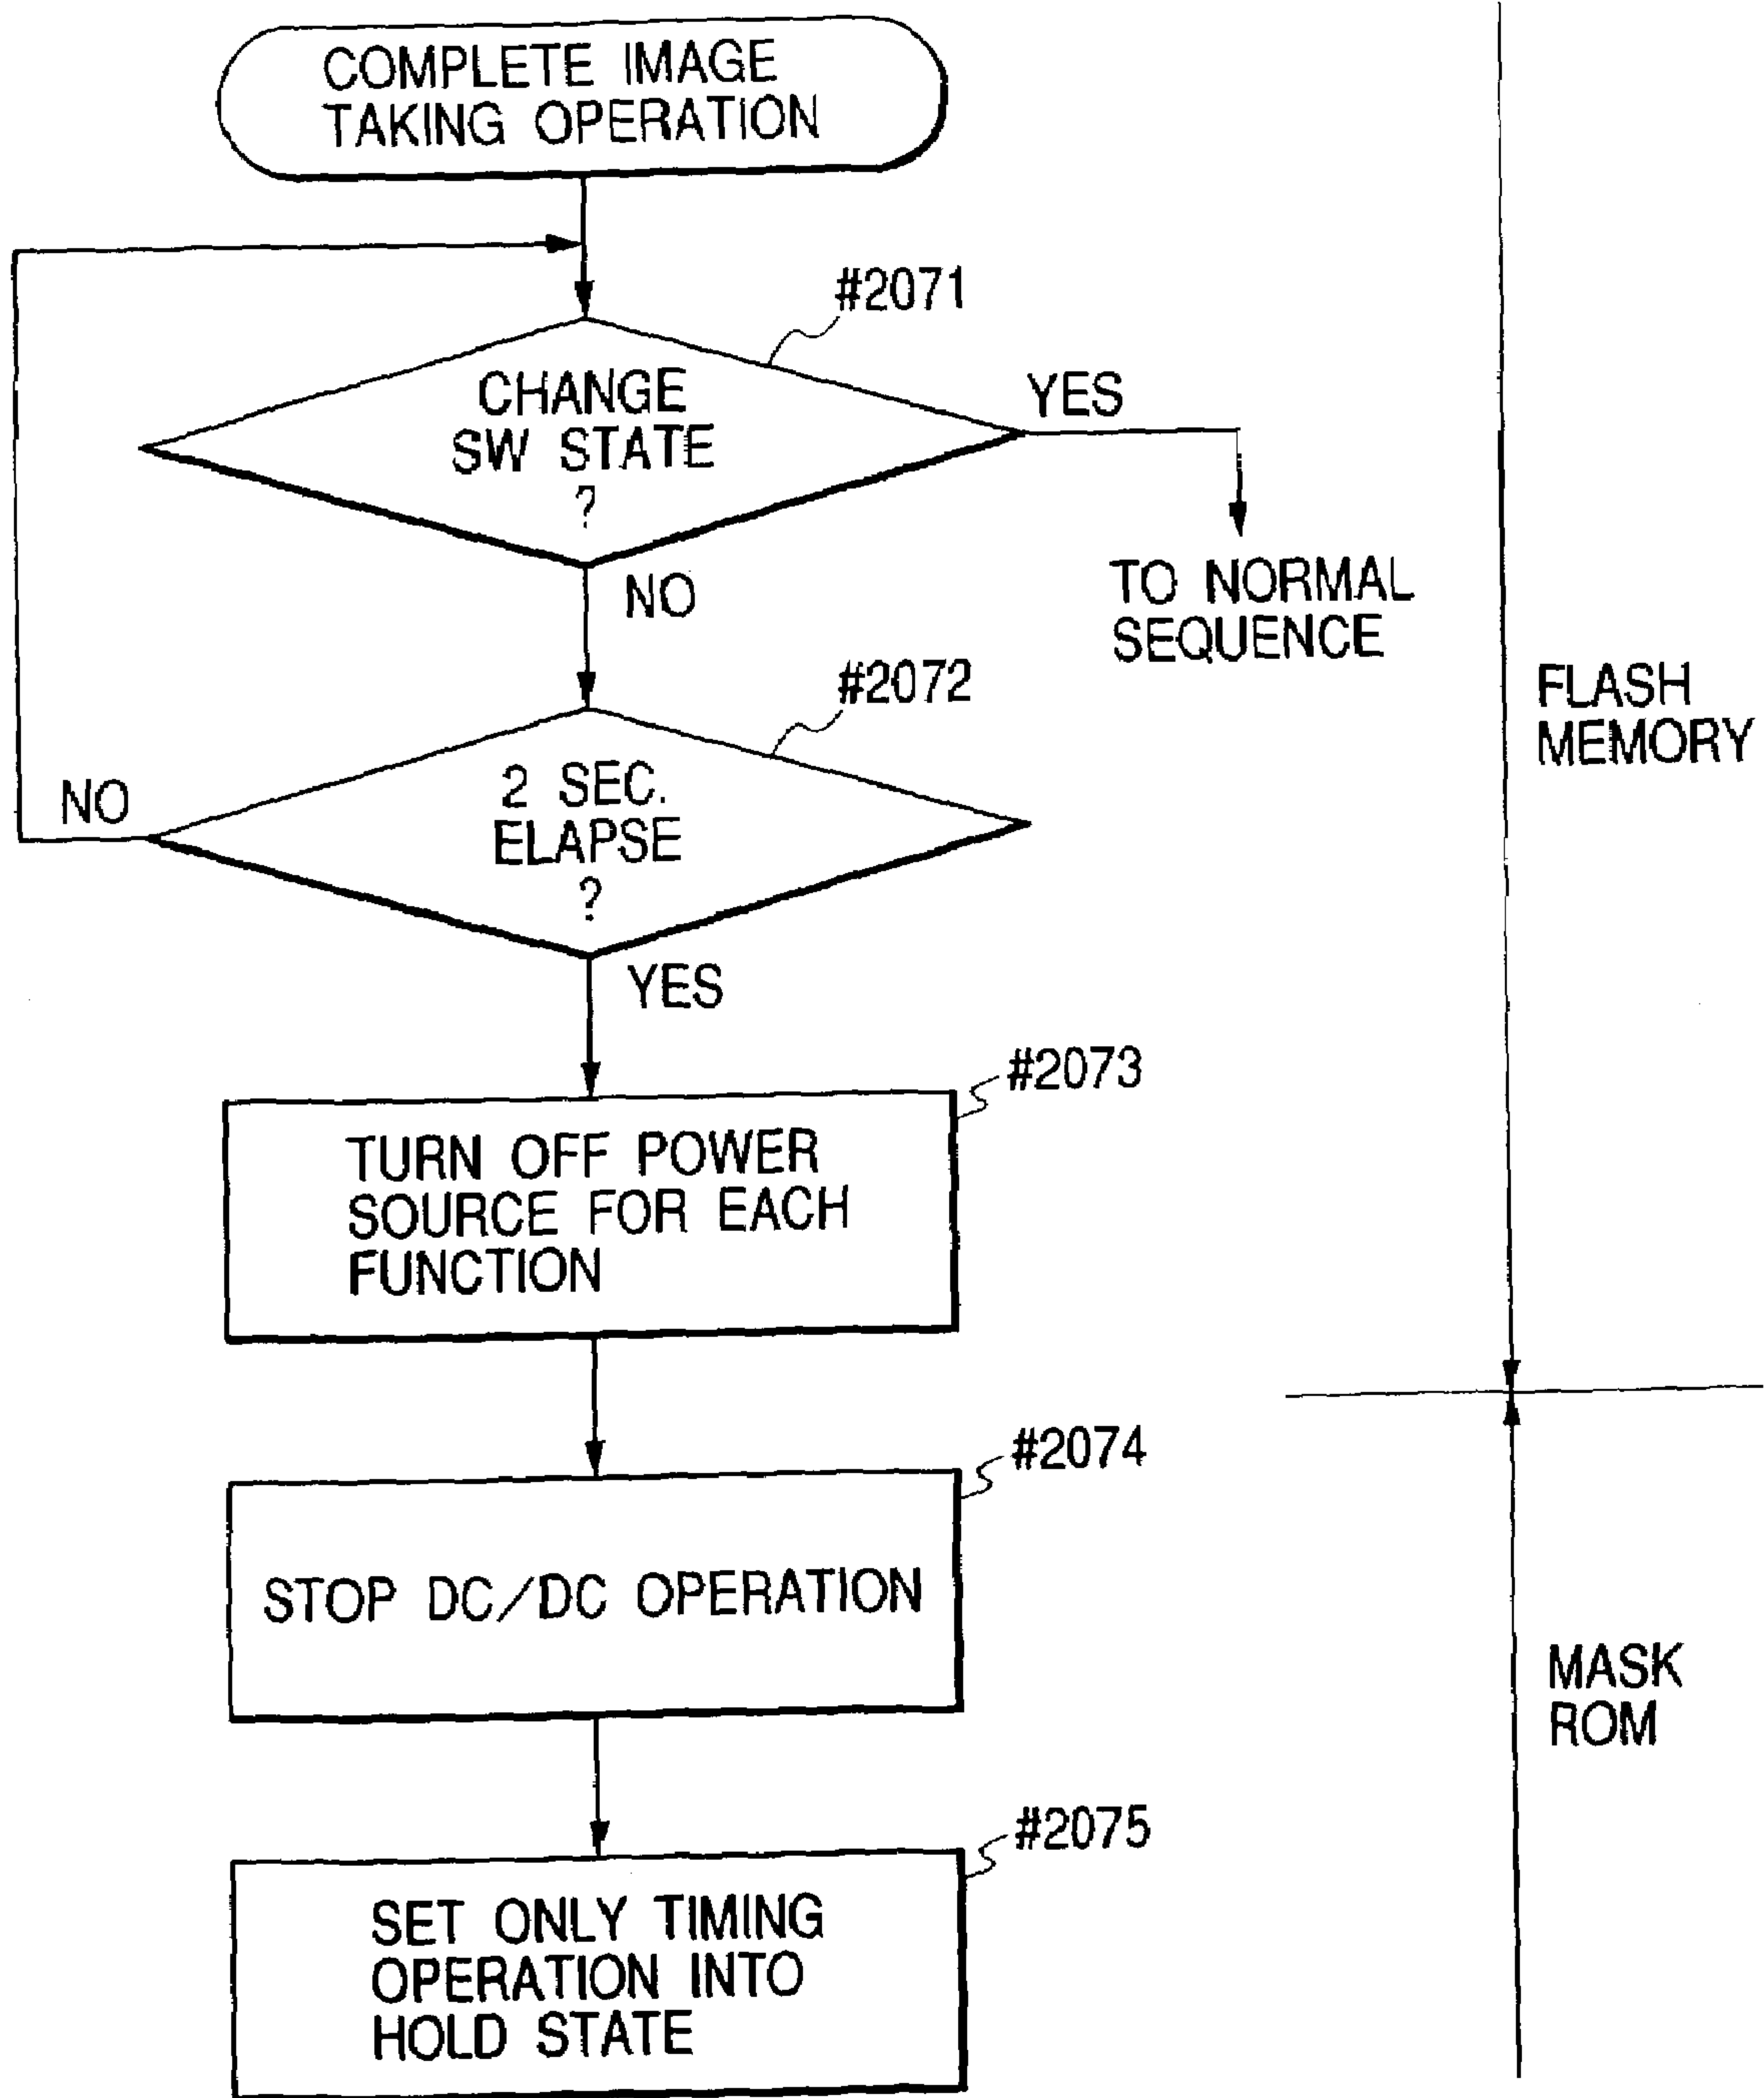 COMPLETE IMAGE
TAKING OPERATION
#2071
CHANGE
SW STATE
?
YES
NO
TO NORMAL
SEQUENCE
#2072
2 SEC.
ELAPSE
?
NO
YES
#2073
TURN OFF POWER
SOURCE FOR EACH
FUNCTION
#2074
STOP DC/DC OPERATION
#2075
SET ONLY TIMING
OPERATION INTO
HOLD STATE
FLASH
MEMORY
MASK
ROM